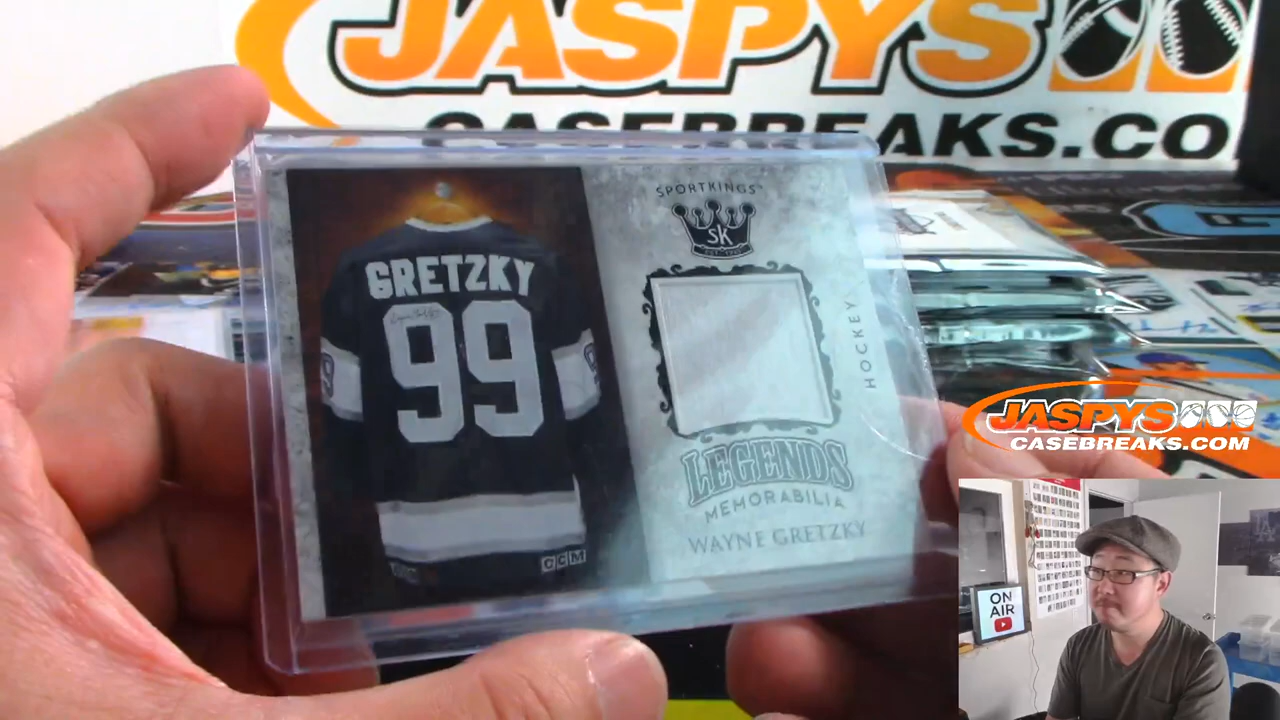 JASPYS
CASEBREAKS.CO
SPORTKINGS
SK
GRETZKY
99
HOCKEY
LEGENDS
MEMORABILIA
WAYNE GRETZKY
CCM
JASPYS
CASEBREAKS.COM
ON
AIR